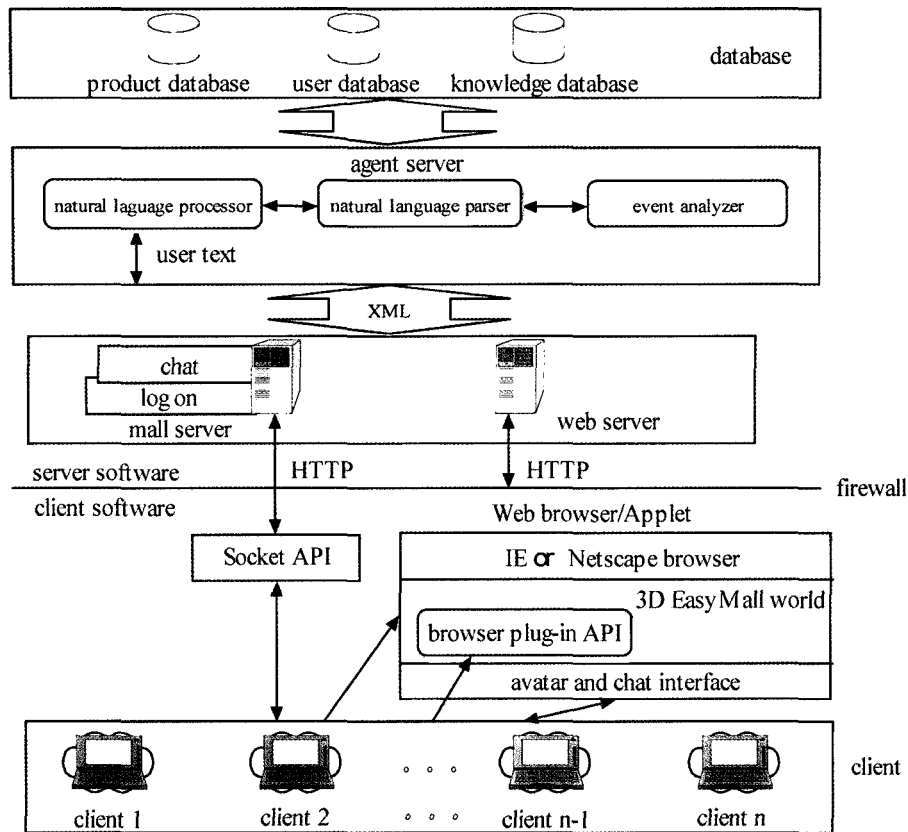 database
product database
user database
knowledge database
agent server
natural laguage processor
natural language parser
event analyzer
user text
XML
chat
log on
mall server
web server
server software
HTTP
HTTP
firewall
client software
Web browser/Applet
Socket API
IE or Netscape browser
3D EasyMall world
browser plug-in API
avatar and chat interface
client
client 1
client 2
client n-1
client n